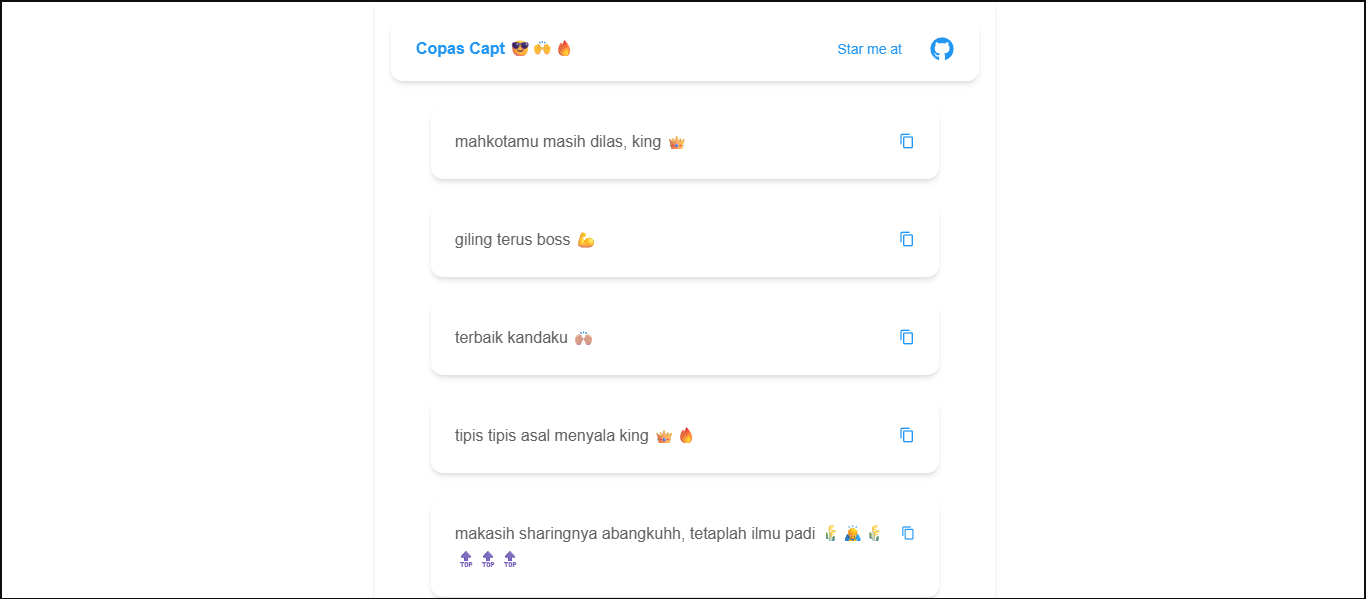 Copas Capt 😎 🙌 🔥
Star me at
mahkotamu masih dilas, king 👑
giling terus boss 💪
terbaik kandaku 🙌🏽
tipis tipis asal menyala king 👑 🔥
makasih sharingnya abangkuhh, tetaplah ilmu padi 🌾 🙇 🌾
🔝 🔝 🔝